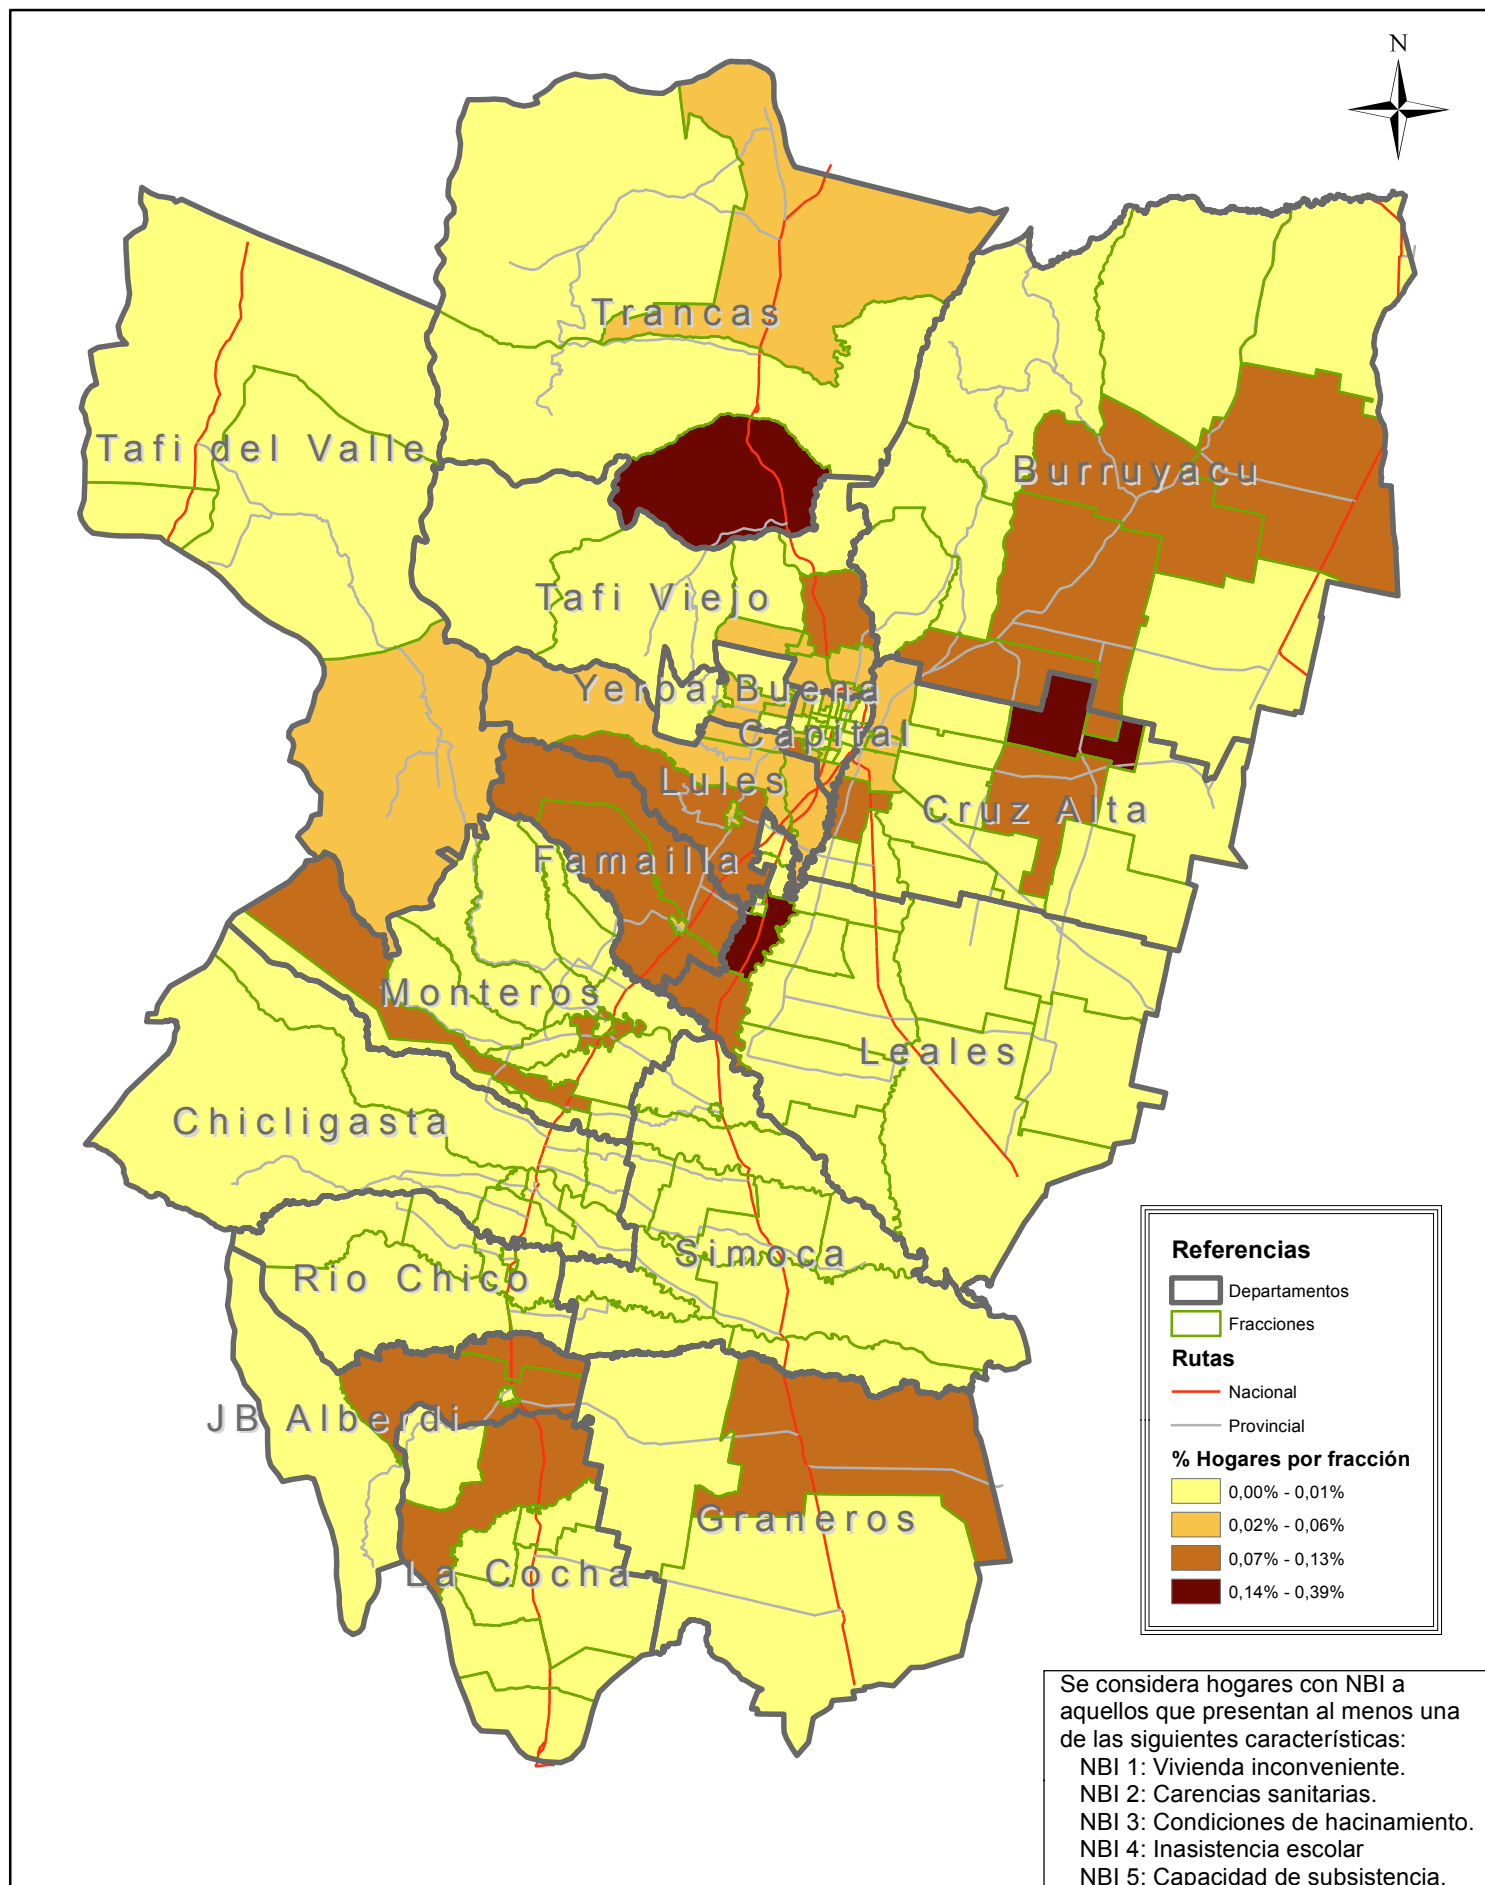 N
Trancas
Tafi del Valle
Burruyacu
Tafi Viejo
Yerba Buena
Capital
Lules
Cruz Alta
Famailla
Monteros
Leales
Chicligasta
Simoca
Rio Chico
JB Alberdi
Graneros
La Cocha
Referencias
Departamentos
Fracciones
Rutas
Nacional
Provincial
% Hogares por fracción
0,00% - 0,01%
0,02% - 0,06%
0,07% - 0,13%
0,14% - 0,39%
Se considera hogares con NBI a
aquellos que presentan al menos una
de las siguientes características:
NBI 1: Vivienda inconveniente.
NBI 2: Carencias sanitarias.
NBI 3: Condiciones de hacinamiento.
NBI 4: Inasistencia escolar
NBI 5: Capacidad de subsistencia.